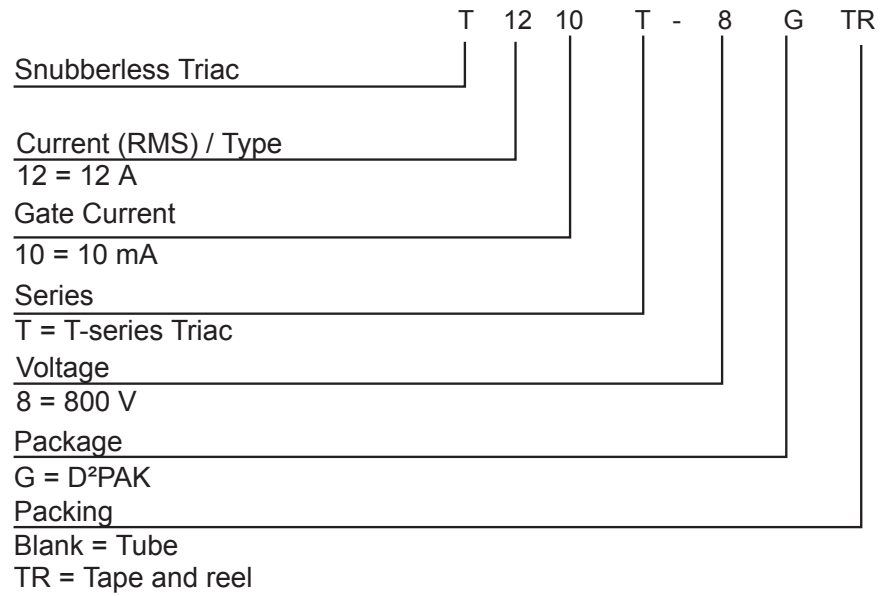 T 12 10 T - 8 G TR
Snubberless Triac
Current (RMS) / Type
12 = 12 A
Gate Current
10 = 10 mA
Series
T = T-series Triac
Voltage
8 = 800 V
Package
G = D²PAK
Packing
Blank = Tube
TR = Tape and reel